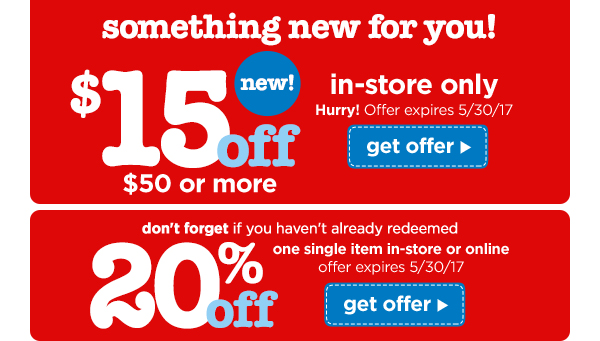 something new for you!
$15 off
new!
$50 or more
in-store only
Hurry! Offer expires 5/30/17
get offer ▶
don't forget if you haven't already redeemed
20% off
one single item in-store or online
offer expires 5/30/17
get offer ▶